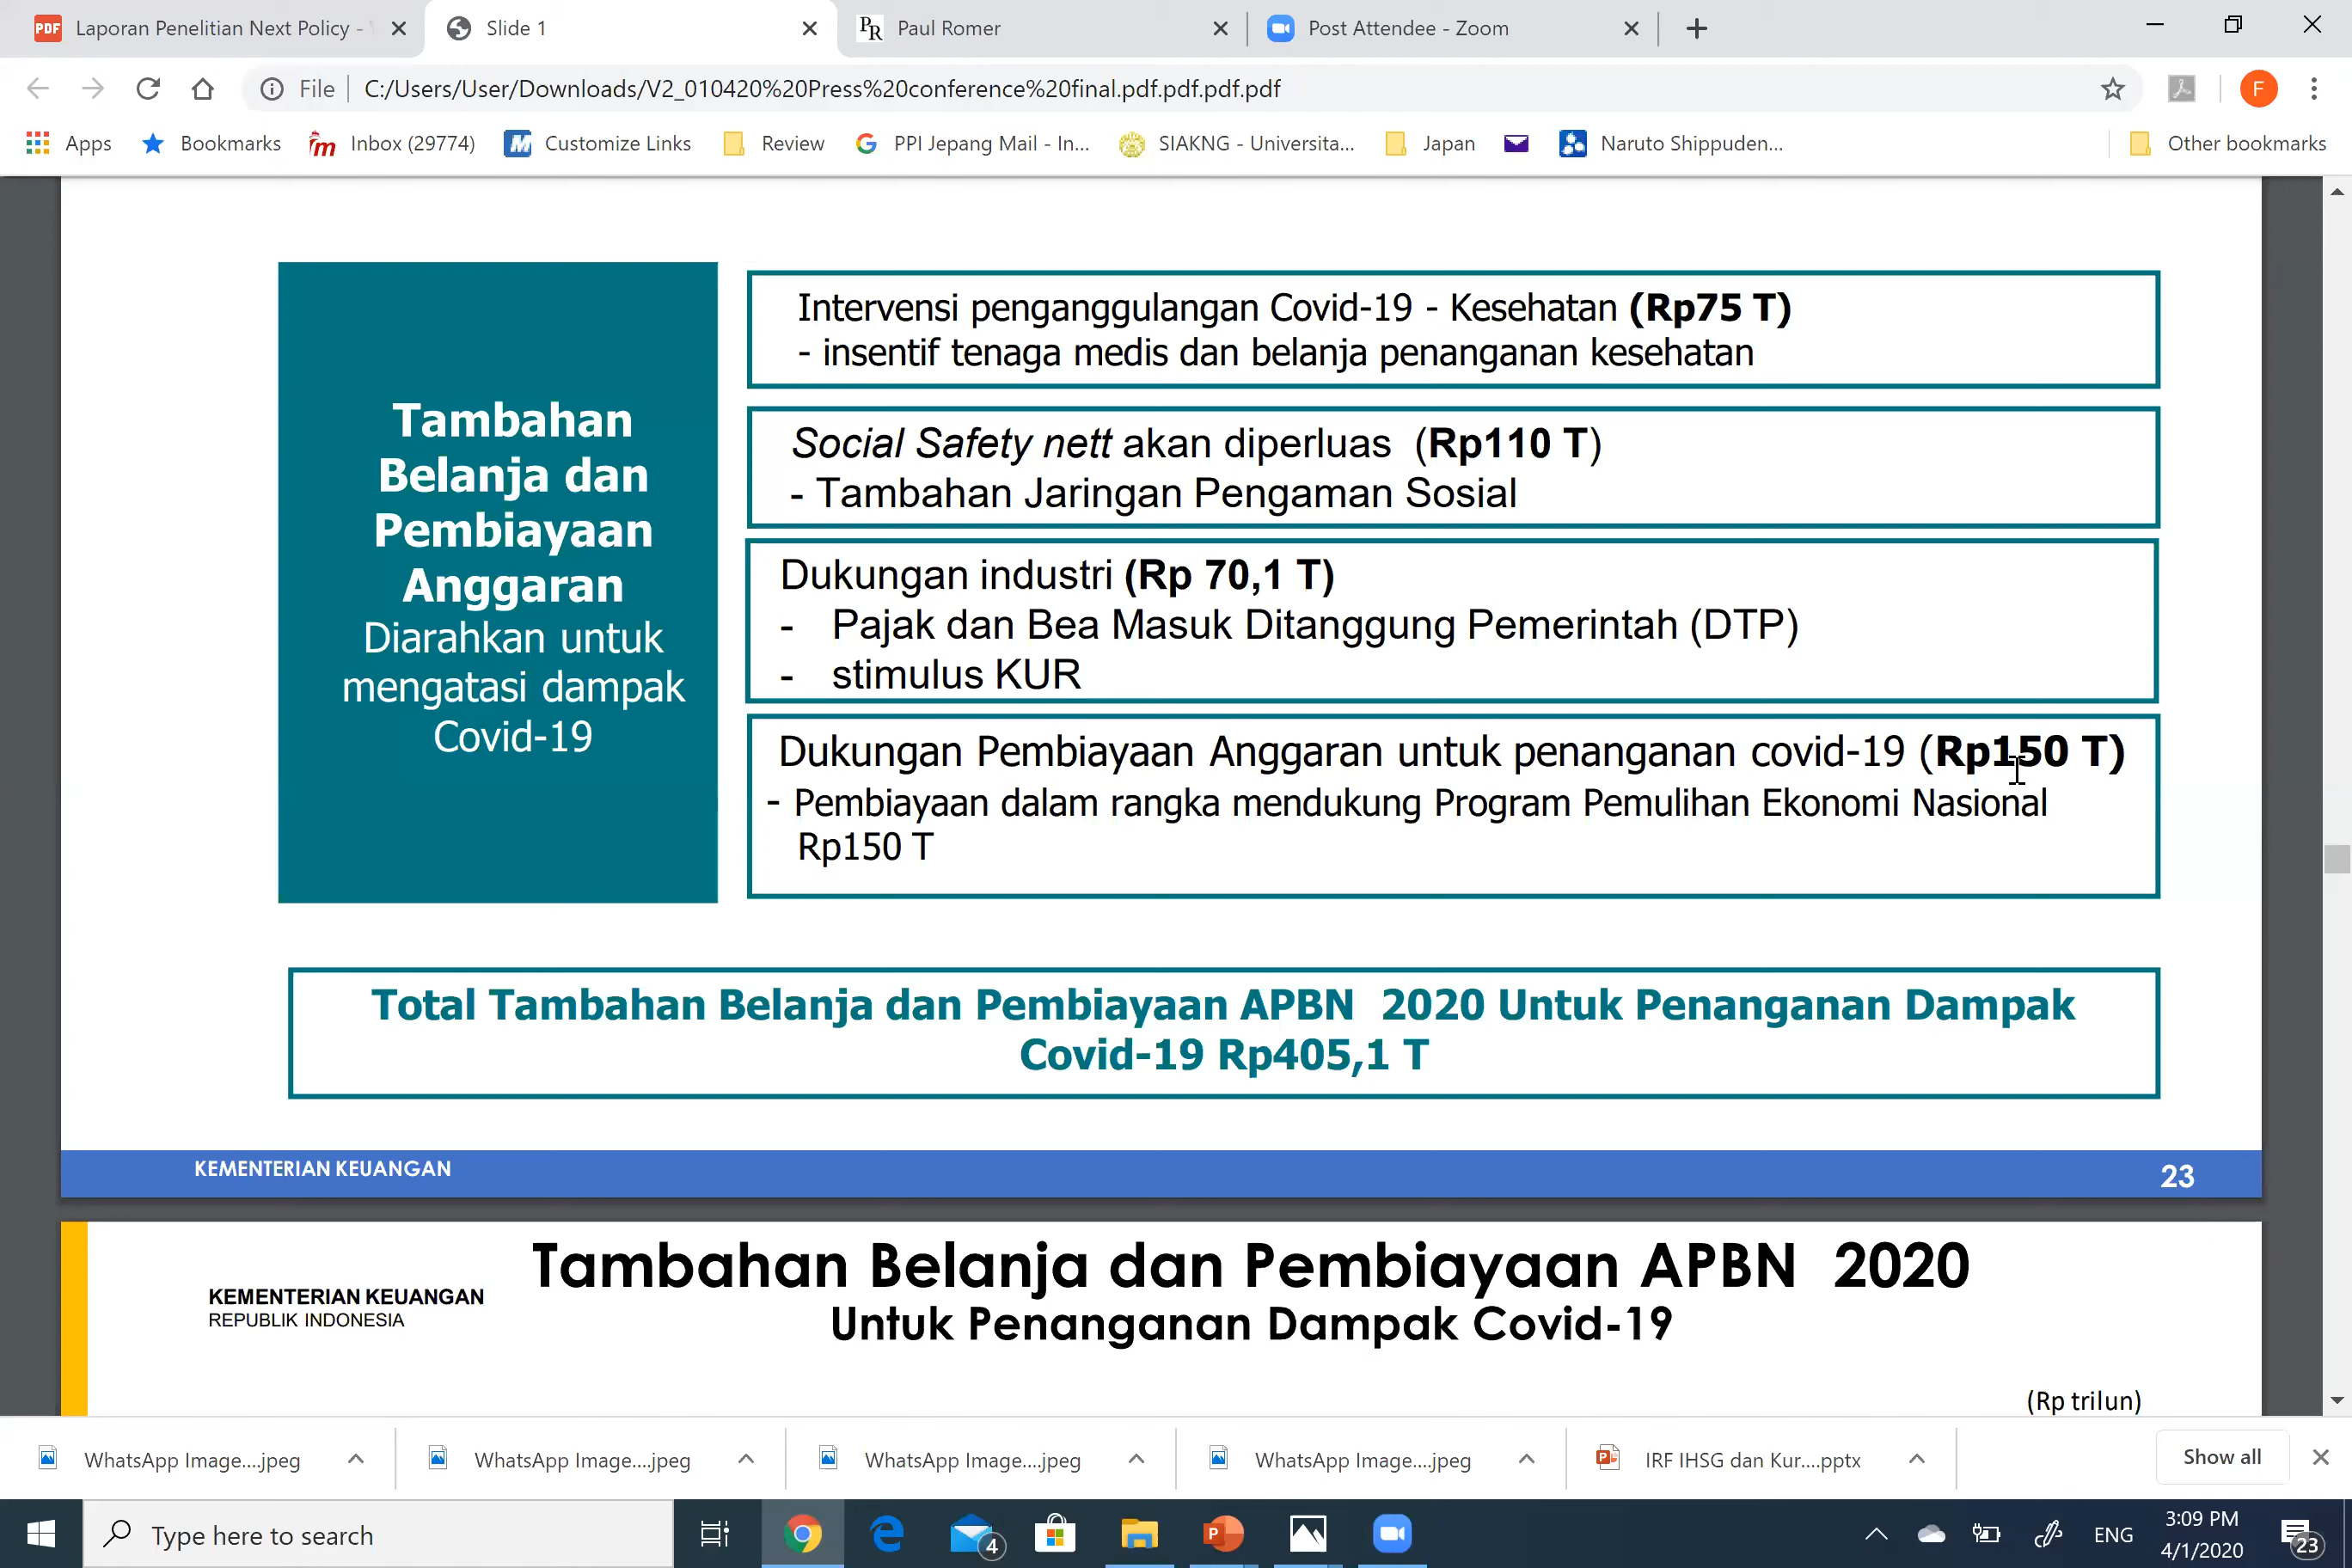 Laporan Penelitian Next Policy -
Slide 1
Paul Romer
Post Attendee - Zoom
File
C:/Users/User/Downloads/V2_010420%20Press%20conference%20final.pdf.pdf.pdf.pdf
F
Apps
Bookmarks
Inbox (29774)
Customize Links
Review
PPI Jepang Mail - In...
SIAKNG - Universita...
Japan
Naruto Shippuden...
Other bookmarks
Tambahan
Belanja dan
Pembiayaan
Anggaran
Diarahkan untuk
mengatasi dampak
Covid-19
Intervensi penganggulangan Covid-19 - Kesehatan (Rp75 T)
- insentif tenaga medis dan belanja penanganan kesehatan
Social Safety nett akan diperluas (Rp110 T)
- Tambahan Jaringan Pengaman Sosial
Dukungan industri (Rp 70,1 T)
- Pajak dan Bea Masuk Ditanggung Pemerintah (DTP)
- stimulus KUR
Dukungan Pembiayaan Anggaran untuk penanganan covid-19 (Rp150 T)
- Pembiayaan dalam rangka mendukung Program Pemulihan Ekonomi Nasional
Rp150 T
Total Tambahan Belanja dan Pembiayaan APBN 2020 Untuk Penanganan Dampak
Covid-19 Rp405,1 T
KEMENTERIAN KEUANGAN
23
KEMENTERIAN KEUANGAN
REPUBLIK INDONESIA
Tambahan Belanja dan Pembiayaan APBN 2020
Untuk Penanganan Dampak Covid-19
(Rp trilun)
WhatsApp Image....jpeg
WhatsApp Image....jpeg
WhatsApp Image....jpeg
WhatsApp Image....jpeg
IRF IHSG dan Kur....pptx
Show all
Type here to search
4
ENG
3:09 PM
4/1/2020
23